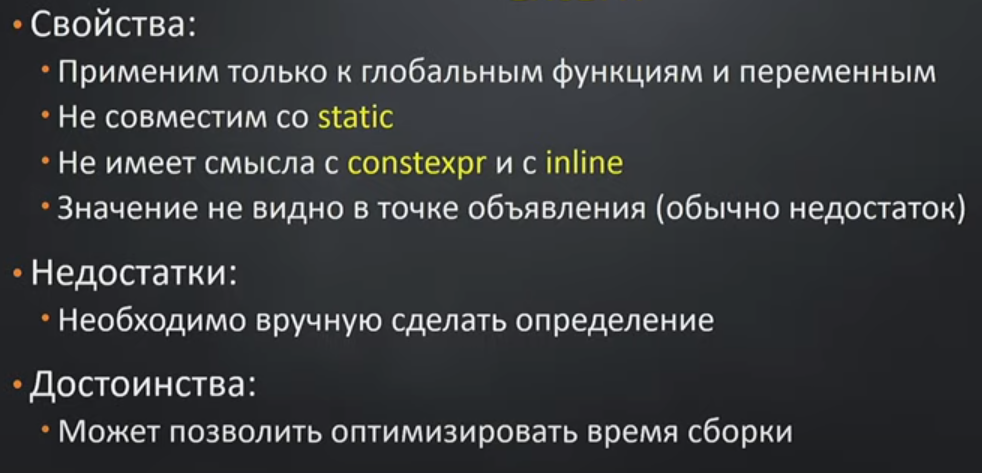 • Свойства:
• Применим только к глобальным функциям и переменным
• Не совместим со static
• Не имеет смысла с constexpr и с inline
• Значение не видно в точке объявления (обычно недостаток)
• Недостатки:
• Необходимо вручную сделать определение
• Достоинства:
• Может позволить оптимизировать время сборки